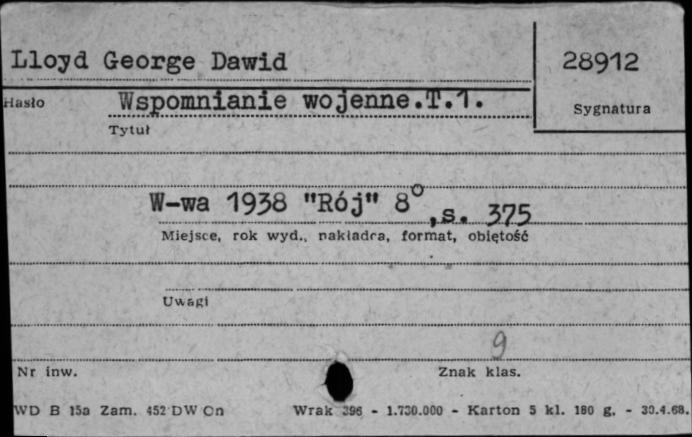 Lloyd George Dawid
28912
Hasło
Wspomnianie wojenne.T.1.
Sygnatura
Tytuł
W-wa 1938 "Rój" 8°, s. 375
Miejsce, rok wyd., nakładca, format, objętość
Uwagi
9
Nr inw.
Znak klas.
WD B 15a Zam. 452 DW On Wrak 396 - 1.730.000 - Karton 5 kl. 180 g. - 30.4.68.